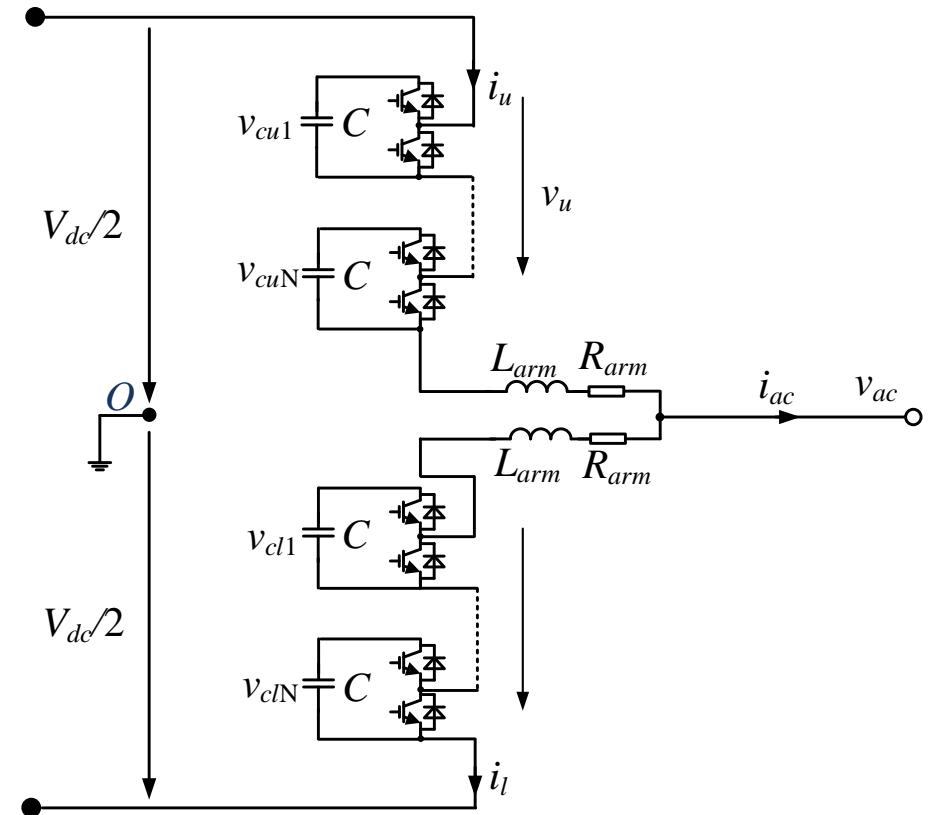 i_u
v_cu1
C
v_u
V_dc/2
v_cuN
C
L_arm
R_arm
i_ac
v_ac
O
L_arm
R_arm
v_cl1
C
V_dc/2
v_clN
C
i_l